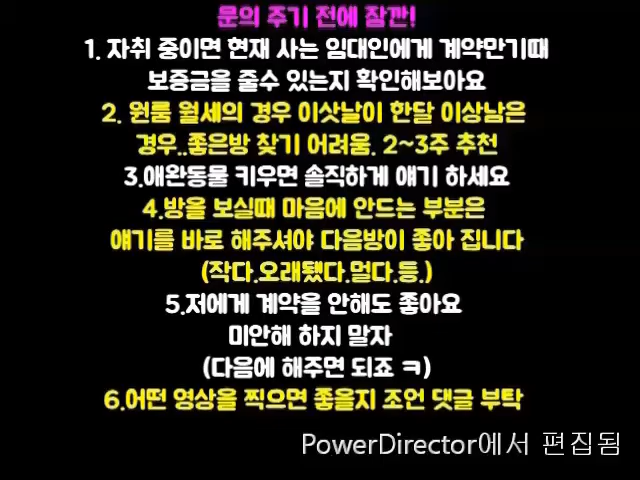 문의 주기 전에 잠깐!
1. 자취 중이면 현재 사는 임대인에게 계약만기때
보증금을 줄수 있는지 확인해보아요
2. 원룸 월세의 경우 이삿날이 한달 이상남은
경우..좋은방 찾기 어려움. 2~3주 추천
3.애완동물 키우면 솔직하게 얘기 하세요
4.방을 보실때 마음에 안드는 부분은
얘기를 바로 해주셔야 다음방이 좋아 집니다
(작다.오래됐다.멀다.등.)
5.저에게 계약을 안해도 좋아요
미안해 하지 말자
(다음에 해주면 되죠 ㅋ)
6.어떤 영상을 찍으면 좋을지 조언 댓글 부탁
PowerDirector에서 편집됨